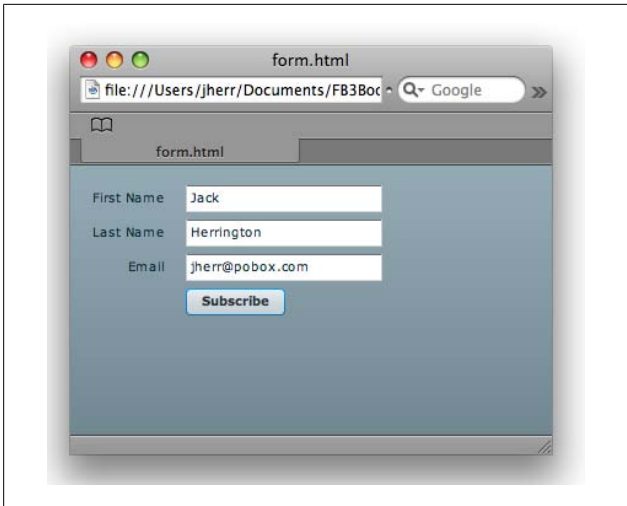 form.html
file:///Users/jherr/Documents/FB3Boc
Google
form.html
First Name Jack
Last Name Herrington
Email jherr@pobox.com
Subscribe